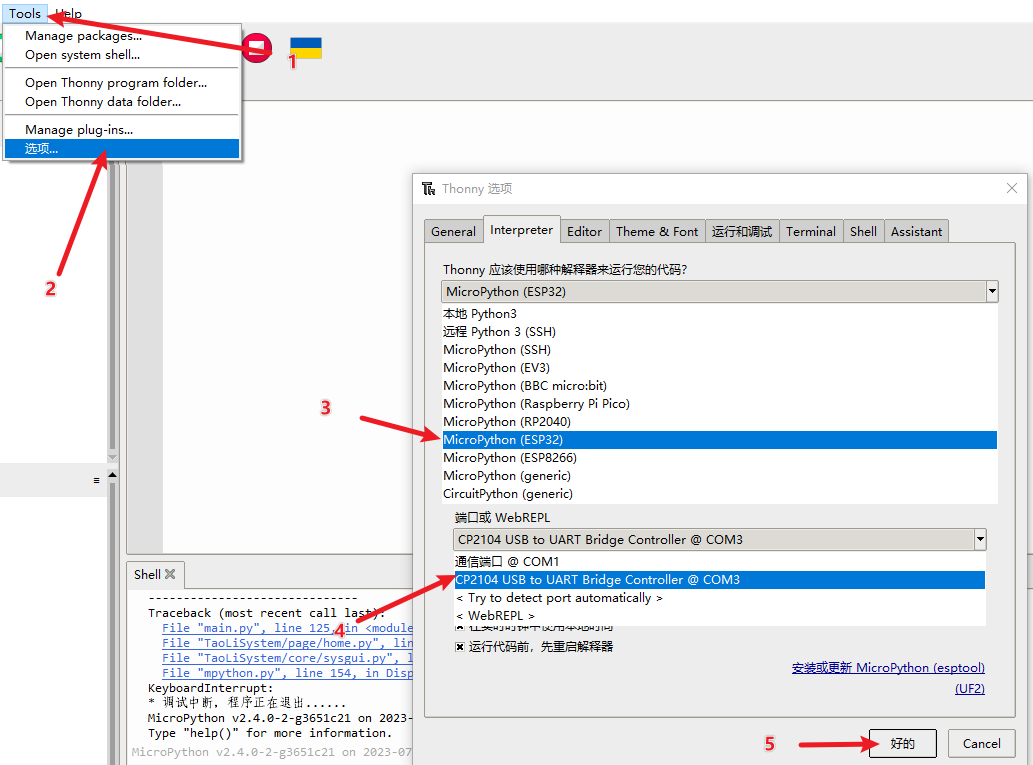 Tools Help
Manage packages...
Open system shell...
1
Open Thonny program folder...
Open Thonny data folder...
Manage plug-ins...
选项...
2
Thonny 选项
General Interpreter Editor Theme & Font 运行和调试 Terminal Shell Assistant
Thonny 应该使用哪种解释器来运行您的代码?
MicroPython (ESP32)
本地 Python3
远程 Python 3 (SSH)
MicroPython (SSH)
MicroPython (EV3)
MicroPython (BBC micro:bit)
MicroPython (Raspberry Pi Pico)
3
MicroPython (RP2040)
MicroPython (ESP32)
MicroPython (ESP8266)
MicroPython (generic)
CircuitPython (generic)
端口或 WebREPL
CP2104 USB to UART Bridge Controller @ COM3
通信端口 @ COM1
CP2104 USB to UART Bridge Controller @ COM3
< Try to detect port automatically >
< WebREPL >
4
运行代码前，先重启解释器
安装或更新 MicroPython (esptool)
(UF2)
5
好的 Cancel
Shell
-----------------------------
Traceback (most recent call last):
File "main.py", line 125, in <module
File "TaoLiSystem/page/home.py", lin
File "TaoLiSystem/core/sysgui.py", l
File "mpython.py", line 154, in Disp
KeyboardInterrupt:
* 调试中断，程序正在退出......
MicroPython v2.4.0-2-g3651c21 on 2023-
Type "help()" for more information.
MicroPython v2.4.0-2-g3651c21 on 2023-07